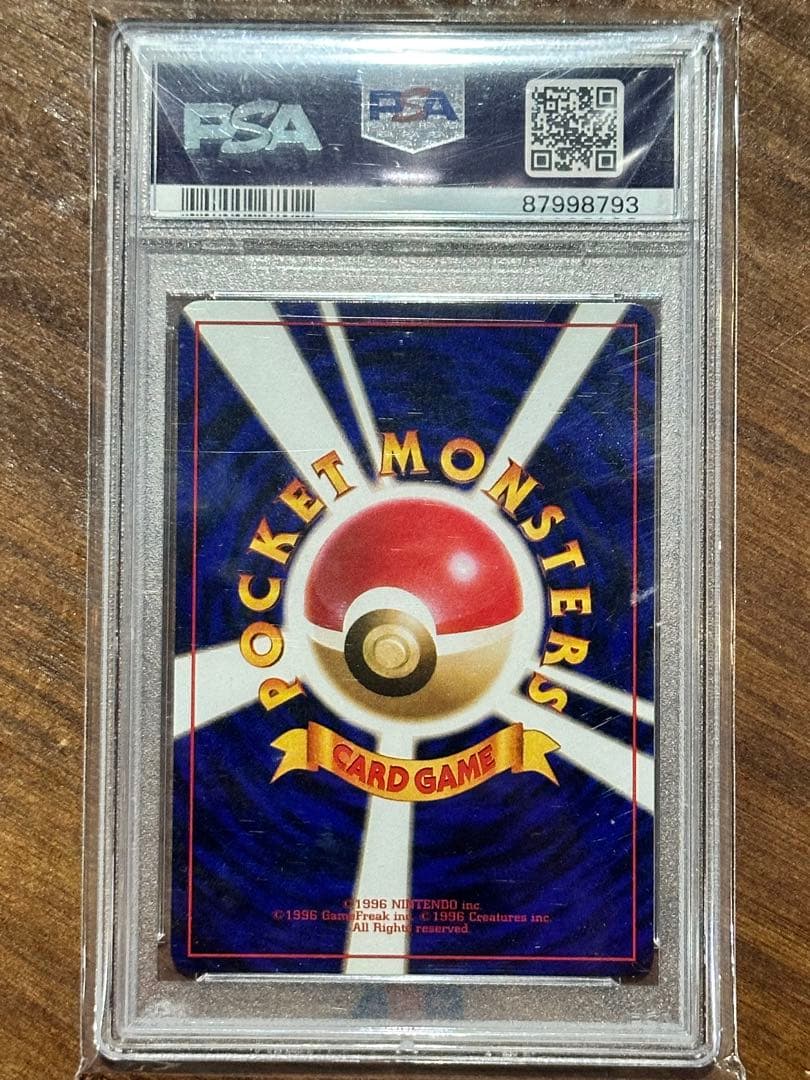 PSA
PSA
87998793
POCKET MONSTERS
CARD GAME
©1996 NINTENDO inc.
©1996 GameFreak inc. ©1996 Creatures inc.
All Rights reserved